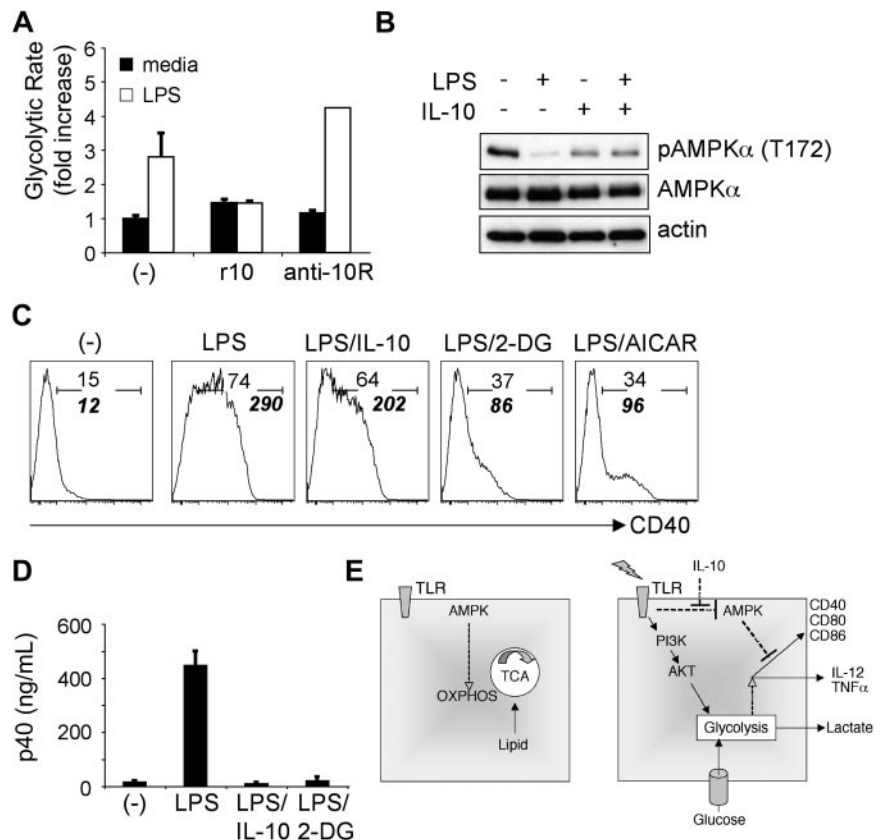 A
Glycolytic Rate
(fold increase)
6
5
4
3
2
1
0
media
LPS
(-)
r10
anti-10R
B
LPS - + - +
IL-10 - - + +
pAMPKα (T172)
AMPKα
actin
C
(-)
LPS
LPS/IL-10
LPS/2-DG
LPS/AICAR
15
12
74
290
64
202
37
86
34
96
CD40
D
p40 (ng/mL)
600
400
200
0
(-)
LPS
LPS/
IL-10
LPS/
2-DG
E
TLR
AMPK
OXPHOS
TCA
Lipid
IL-10
TLR
AMPK
PI3K
AKT
CD40
CD80
CD86
IL-12
TNFα
Glycolysis
Lactate
Glucose